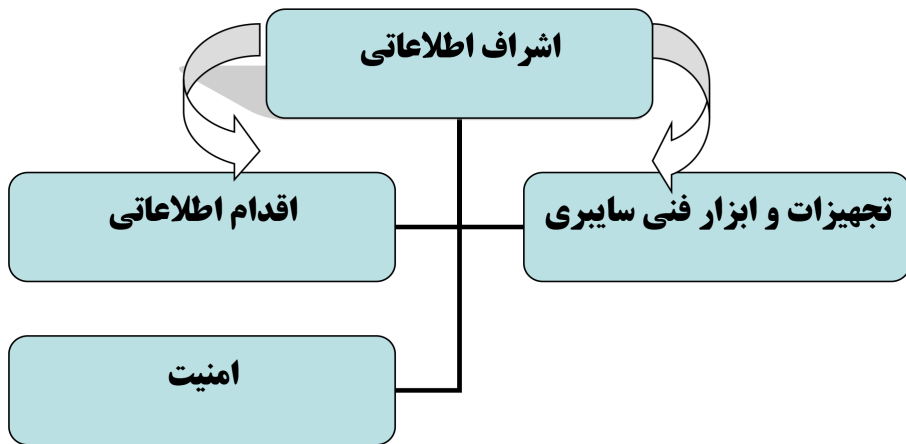 اشراف اطلاعاتی
تجهیزات و ابزار فنی سایبری
اقدام اطلاعاتی
امنیت